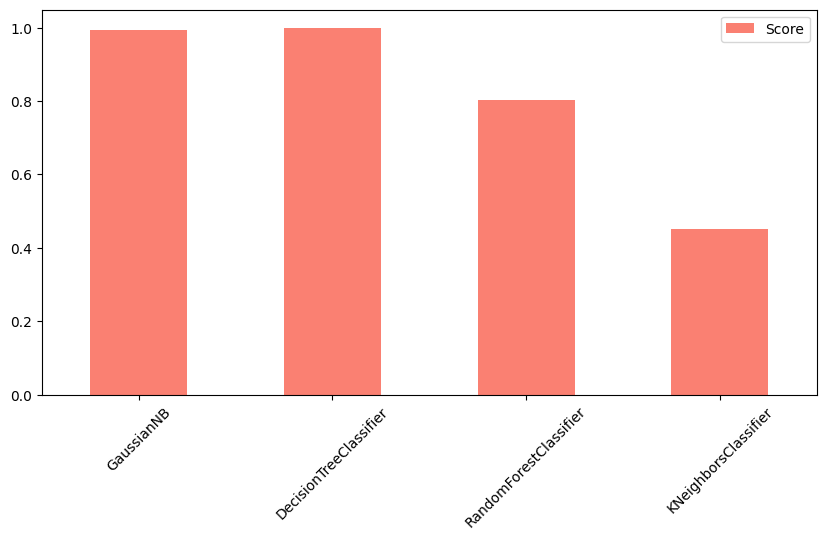 Score
1.0
0.8
0.6
0.4
0.2
0.0
GaussianNB
DecisionTreeClassifier
RandomForestClassifier
KNeighborsClassifier